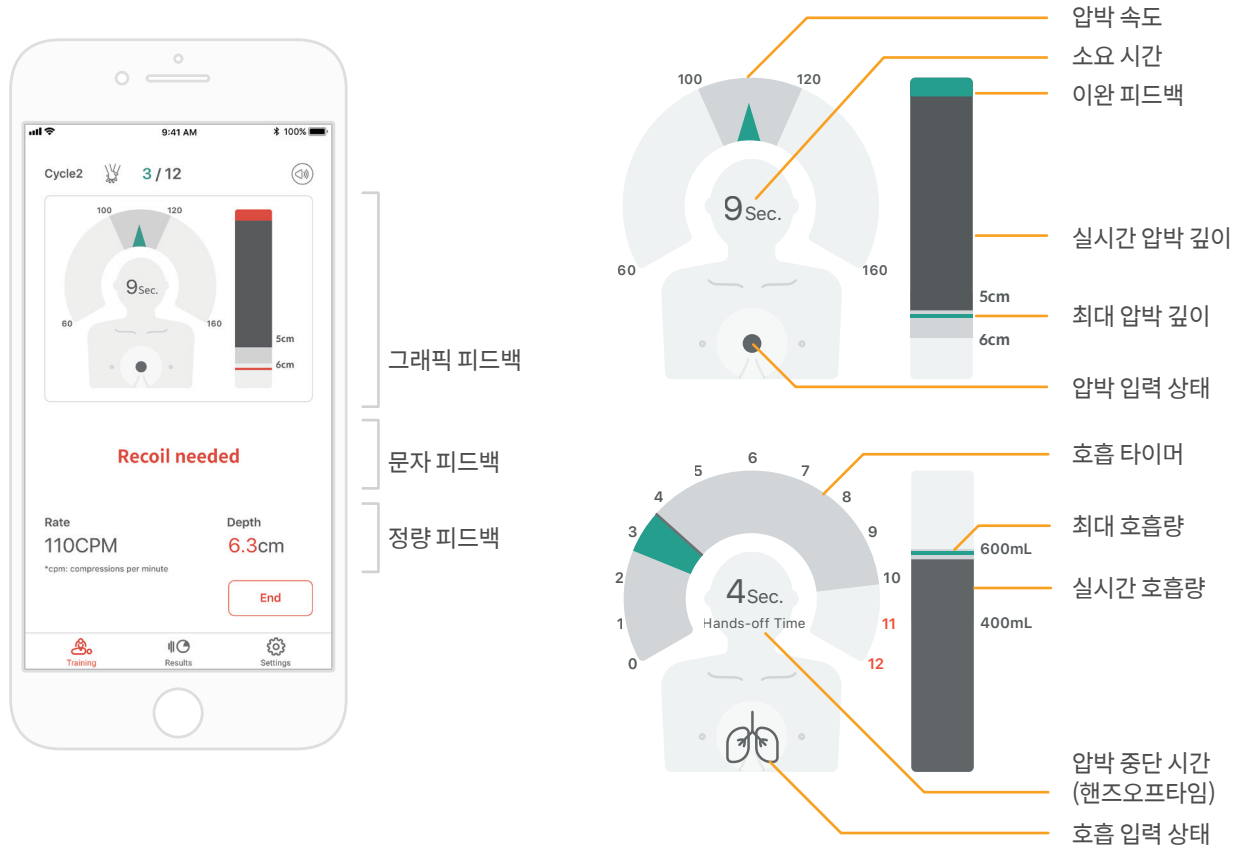 9:41 AM
100%
Cycle2
3 / 12
100
120
9Sec.
60
160
5cm
6cm
Recoil needed
Rate
Depth
110CPM
6.3cm
*cpm: compressions per minute
End
Training
Results
Settings
그래픽 피드백
문자 피드백
정량 피드백
100
120
9Sec.
60
160
5cm
6cm
압박 속도
소요 시간
이완 피드백
실시간 압박 깊이
최대 압박 깊이
압박 입력 상태
0
1
2
3
4
5
6
7
8
9
10
11
12
4Sec.
Hands-off Time
600mL
400mL
호흡 타이머
최대 호흡량
실시간 호흡량
압박 중단 시간
(핸즈오프타임)
호흡 입력 상태